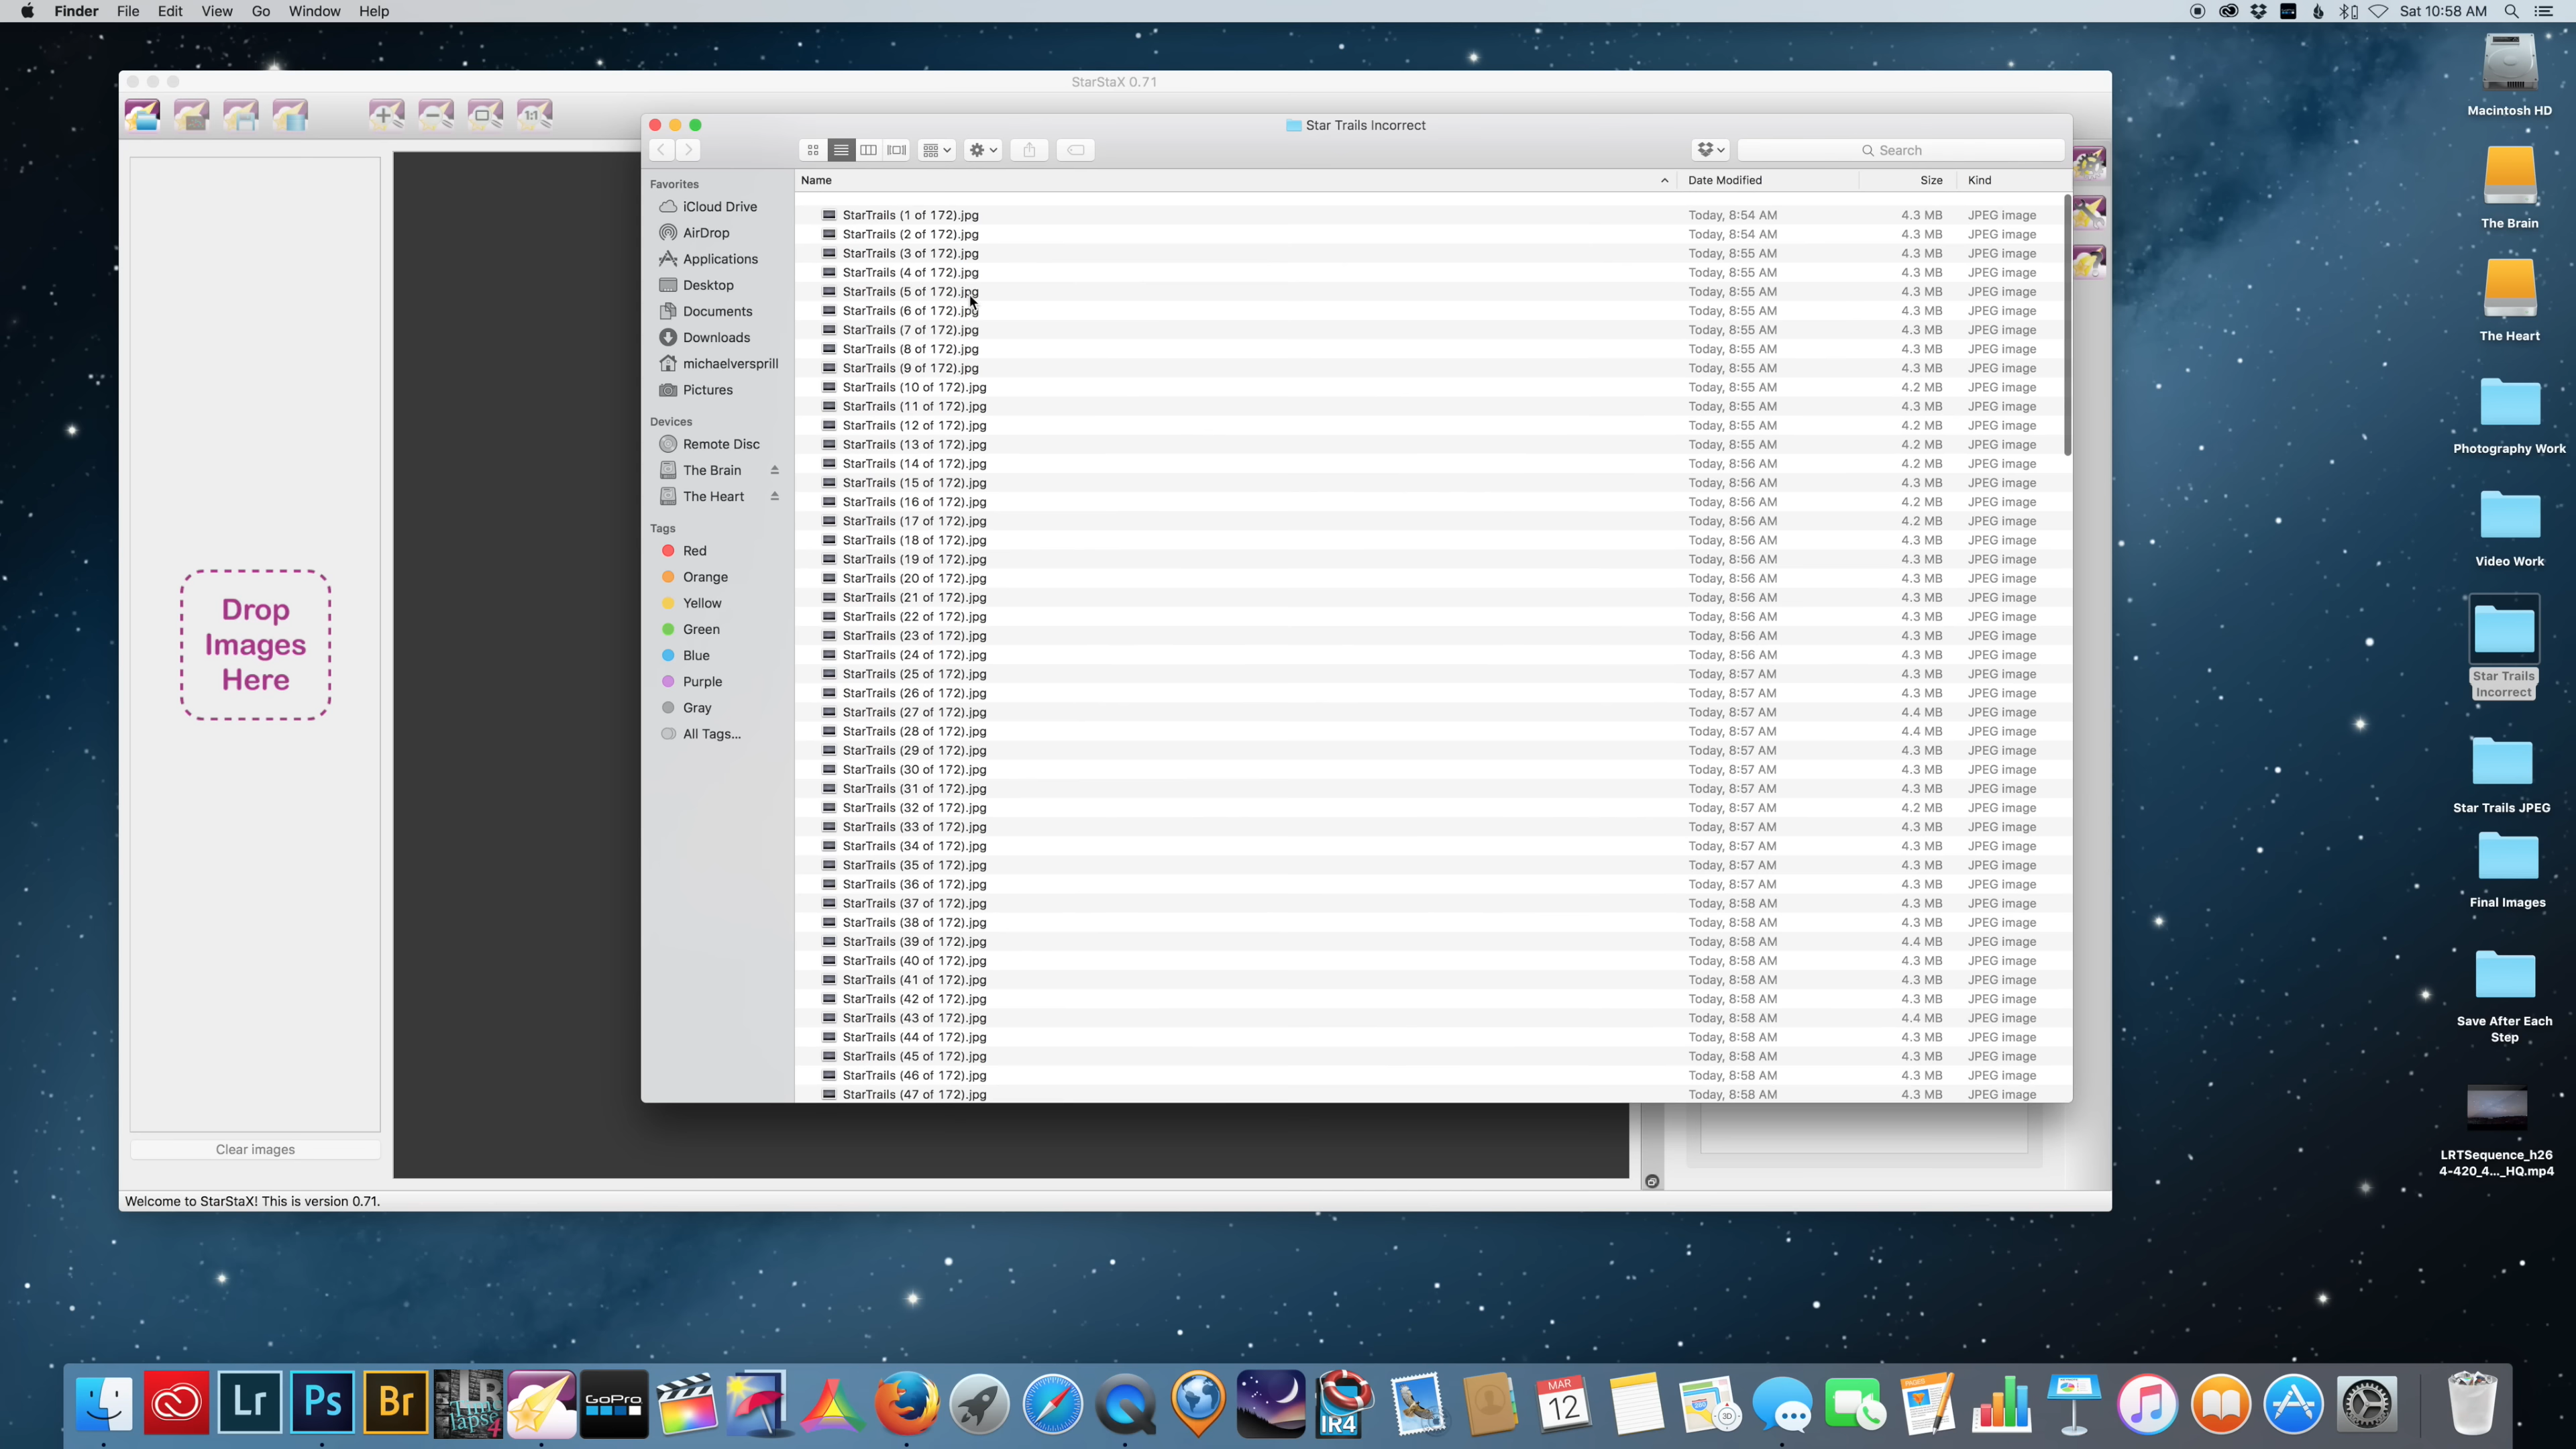 Finder File Edit View Go Window Help
Sat 10:58 AM
StarStaX 0.71
1:1
Star Trails Incorrect
Search
Favorites
iCloud Drive
AirDrop
Applications
Desktop
Documents
Downloads
michaelversprill
Pictures
Devices
Remote Disc
The Brain
The Heart
Tags
Red
Orange
Yellow
Green
Blue
Purple
Gray
All Tags...
Name Date Modified Size Kind
StarTrails (1 of 172).jpg Today, 8:54 AM 4.3 MB JPEG image
StarTrails (2 of 172).jpg Today, 8:54 AM 4.3 MB JPEG image
StarTrails (3 of 172).jpg Today, 8:55 AM 4.3 MB JPEG image
StarTrails (4 of 172).jpg Today, 8:55 AM 4.3 MB JPEG image
StarTrails (5 of 172).jpg Today, 8:55 AM 4.3 MB JPEG image
StarTrails (6 of 172).jpg Today, 8:55 AM 4.3 MB JPEG image
StarTrails (7 of 172).jpg Today, 8:55 AM 4.3 MB JPEG image
StarTrails (8 of 172).jpg Today, 8:55 AM 4.3 MB JPEG image
StarTrails (9 of 172).jpg Today, 8:55 AM 4.3 MB JPEG image
StarTrails (10 of 172).jpg Today, 8:55 AM 4.2 MB JPEG image
StarTrails (11 of 172).jpg Today, 8:55 AM 4.3 MB JPEG image
StarTrails (12 of 172).jpg Today, 8:55 AM 4.2 MB JPEG image
StarTrails (13 of 172).jpg Today, 8:55 AM 4.2 MB JPEG image
StarTrails (14 of 172).jpg Today, 8:56 AM 4.2 MB JPEG image
StarTrails (15 of 172).jpg Today, 8:56 AM 4.3 MB JPEG image
StarTrails (16 of 172).jpg Today, 8:56 AM 4.2 MB JPEG image
StarTrails (17 of 172).jpg Today, 8:56 AM 4.2 MB JPEG image
StarTrails (18 of 172).jpg Today, 8:56 AM 4.3 MB JPEG image
StarTrails (19 of 172).jpg Today, 8:56 AM 4.3 MB JPEG image
StarTrails (20 of 172).jpg Today, 8:56 AM 4.3 MB JPEG image
StarTrails (21 of 172).jpg Today, 8:56 AM 4.3 MB JPEG image
StarTrails (22 of 172).jpg Today, 8:56 AM 4.3 MB JPEG image
StarTrails (23 of 172).jpg Today, 8:56 AM 4.3 MB JPEG image
StarTrails (24 of 172).jpg Today, 8:56 AM 4.3 MB JPEG image
StarTrails (25 of 172).jpg Today, 8:57 AM 4.3 MB JPEG image
StarTrails (26 of 172).jpg Today, 8:57 AM 4.3 MB JPEG image
StarTrails (27 of 172).jpg Today, 8:57 AM 4.4 MB JPEG image
StarTrails (28 of 172).jpg Today, 8:57 AM 4.4 MB JPEG image
StarTrails (29 of 172).jpg Today, 8:57 AM 4.3 MB JPEG image
StarTrails (30 of 172).jpg Today, 8:57 AM 4.3 MB JPEG image
StarTrails (31 of 172).jpg Today, 8:57 AM 4.3 MB JPEG image
StarTrails (32 of 172).jpg Today, 8:57 AM 4.2 MB JPEG image
StarTrails (33 of 172).jpg Today, 8:57 AM 4.3 MB JPEG image
StarTrails (34 of 172).jpg Today, 8:57 AM 4.3 MB JPEG image
StarTrails (35 of 172).jpg Today, 8:57 AM 4.3 MB JPEG image
StarTrails (36 of 172).jpg Today, 8:57 AM 4.3 MB JPEG image
StarTrails (37 of 172).jpg Today, 8:58 AM 4.3 MB JPEG image
StarTrails (38 of 172).jpg Today, 8:58 AM 4.3 MB JPEG image
StarTrails (39 of 172).jpg Today, 8:58 AM 4.4 MB JPEG image
StarTrails (40 of 172).jpg Today, 8:58 AM 4.3 MB JPEG image
StarTrails (41 of 172).jpg Today, 8:58 AM 4.3 MB JPEG image
StarTrails (42 of 172).jpg Today, 8:58 AM 4.3 MB JPEG image
StarTrails (43 of 172).jpg Today, 8:58 AM 4.4 MB JPEG image
StarTrails (44 of 172).jpg Today, 8:58 AM 4.3 MB JPEG image
StarTrails (45 of 172).jpg Today, 8:58 AM 4.3 MB JPEG image
StarTrails (46 of 172).jpg Today, 8:58 AM 4.3 MB JPEG image
StarTrails (47 of 172).jpg Today, 8:58 AM 4.3 MB JPEG image
Drop
Images
Here
Clear images
Welcome to StarStaX! This is version 0.71.
Macintosh HD
The Brain
The Heart
Photography Work
Video Work
Star Trails
Incorrect
Star Trails JPEG
Final Images
Save After Each
Step
LRTSequence_h26
4-420_4..._HQ.mp4
Lr
Ps
Br
LR
lapse
4
GoPro
IR4
MAR
12
PAGES
3D